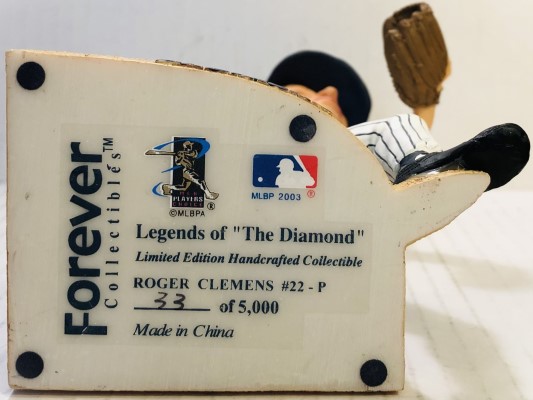 Forever
Collectibles™
PLAYERS
CHOICE
®
©MLBPA
MLBP 2003 ®
Legends of "The Diamond"
Limited Edition Handcrafted Collectible
ROGER CLEMENS #22 - P
33 of 5,000
Made in China